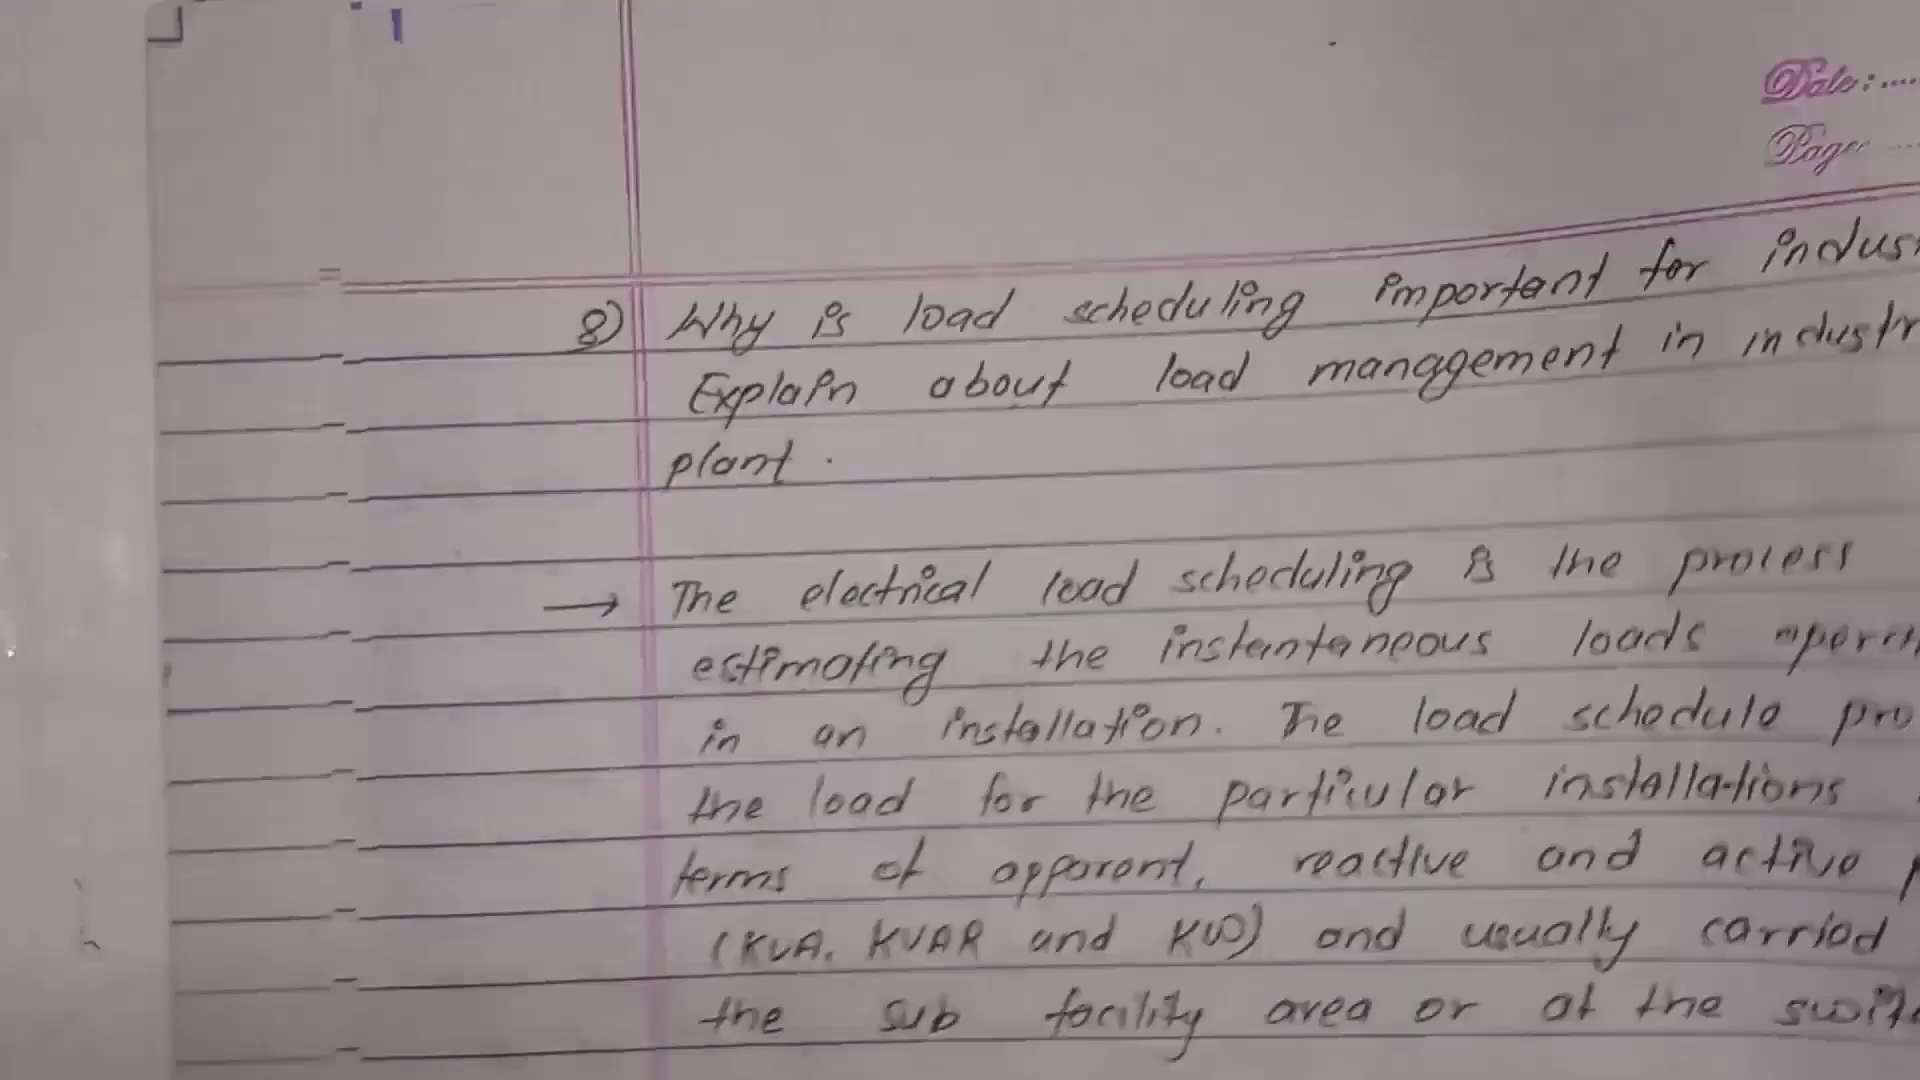 Date:....
Page: ....
8) Why is load scheduling important for
Explain about load management in
plant.
→ The electrical load scheduling is the process
estimating the instantaneous loads
in an installation. The load schedule
the load for the particular installations
terms of apparent, reactive and active
(KVA, KVAR and KW) and usually carried
the sub facility area or at the